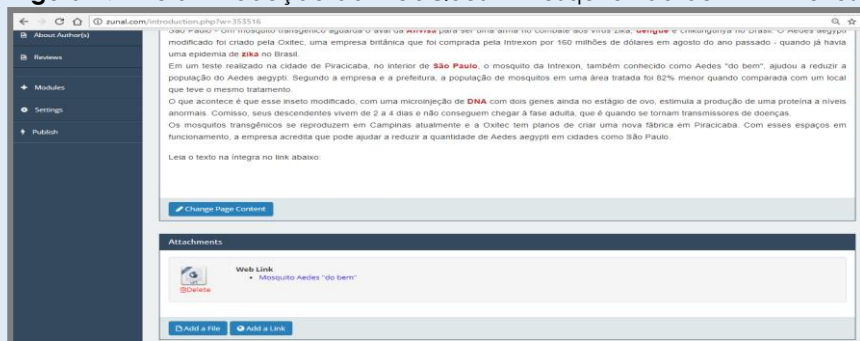 zunal.com/introduction.php?w=353516
About Author(s)
Reviews
Modules
Settings
Publish
São Paulo - Um mosquito transgênico aguarda o aval da Anvisa para ser uma arma no combate aos vírus zika, dengue e chikungunya no Brasil. O Aedes aegypti
modificado foi criado pela Oxitec, uma empresa britânica que foi comprada pela Intrexon por 160 milhões de dólares em agosto do ano passado - quando já havia
uma epidemia de zika no Brasil.
Em um teste realizado na cidade de Piracicaba, no interior de São Paulo, o mosquito da Intrexon, também conhecido como Aedes "do bem", ajudou a reduzir a
população do Aedes aegypti. Segundo a empresa e a prefeitura, a população de mosquitos em uma área tratada foi 82% menor quando comparada com um local
que teve o mesmo tratamento.
O que acontece é que esse inseto modificado, com uma microinjeção de DNA com dois genes ainda no estágio de ovo, estimula a produção de uma proteína a níveis
anormais. Comisso, seus descendentes vivem de 2 a 4 dias e não conseguem chegar à fase adulta, que é quando se tornam transmissores de doenças.
Os mosquitos transgênicos se reproduzem em Campinas atualmente e a Oxitec tem planos de criar uma nova fábrica em Piracicaba. Com esses espaços em
funcionamento, a empresa acredita que pode ajudar a reduzir a quantidade de Aedes aegypti em cidades como São Paulo.
Leia o texto na íntegra no link abaixo:
Change Page Content
Attachments
Web Link
Mosquito Aedes "do bem"
Delete
Add a File
Add a Link